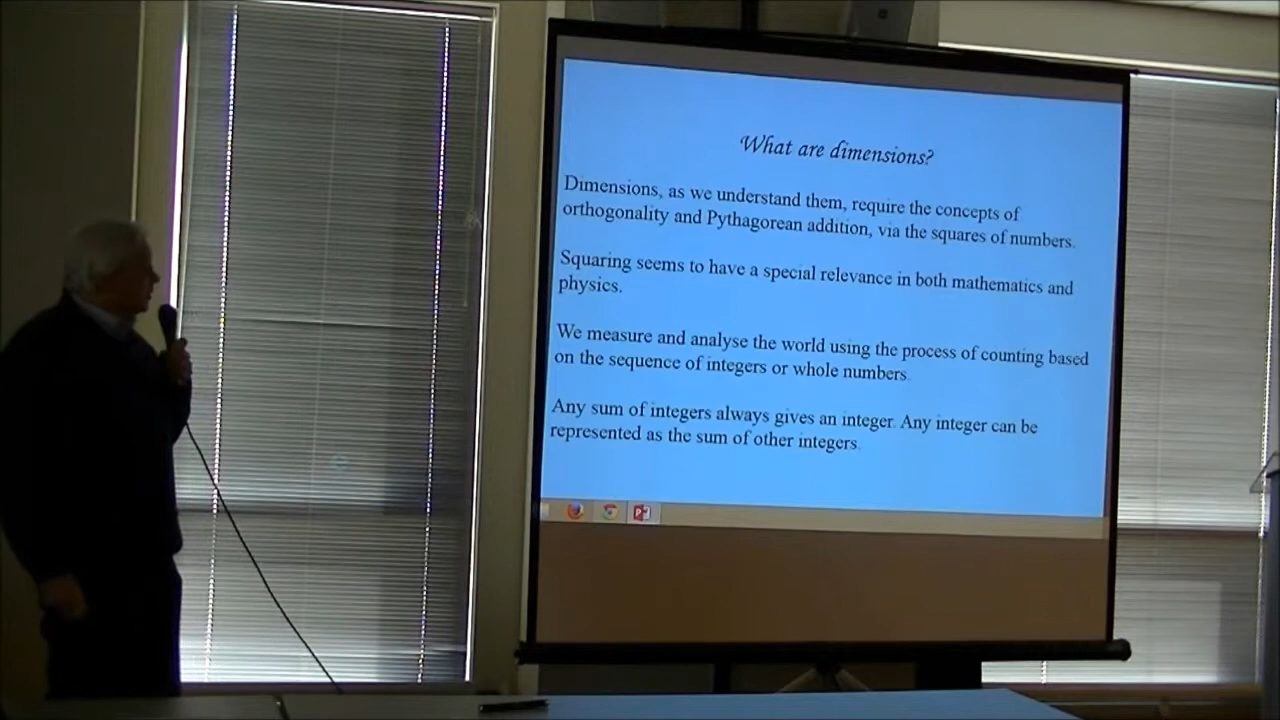 What are dimensions?
Dimensions, as we understand them, require the concepts of
orthogonality and Pythagorean addition, via the squares of numbers.
Squaring seems to have a special relevance in both mathematics and
physics.
We measure and analyse the world using the process of counting based
on the sequence of integers or whole numbers.
Any sum of integers always gives an integer. Any integer can be
represented as the sum of other integers.